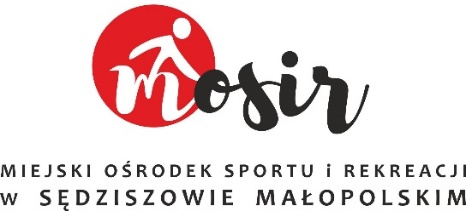 mosir
MIEJSKI OŚRODEK SPORTU i REKREACJI
w SĘDZISZOWIE MAŁOPOLSKIM